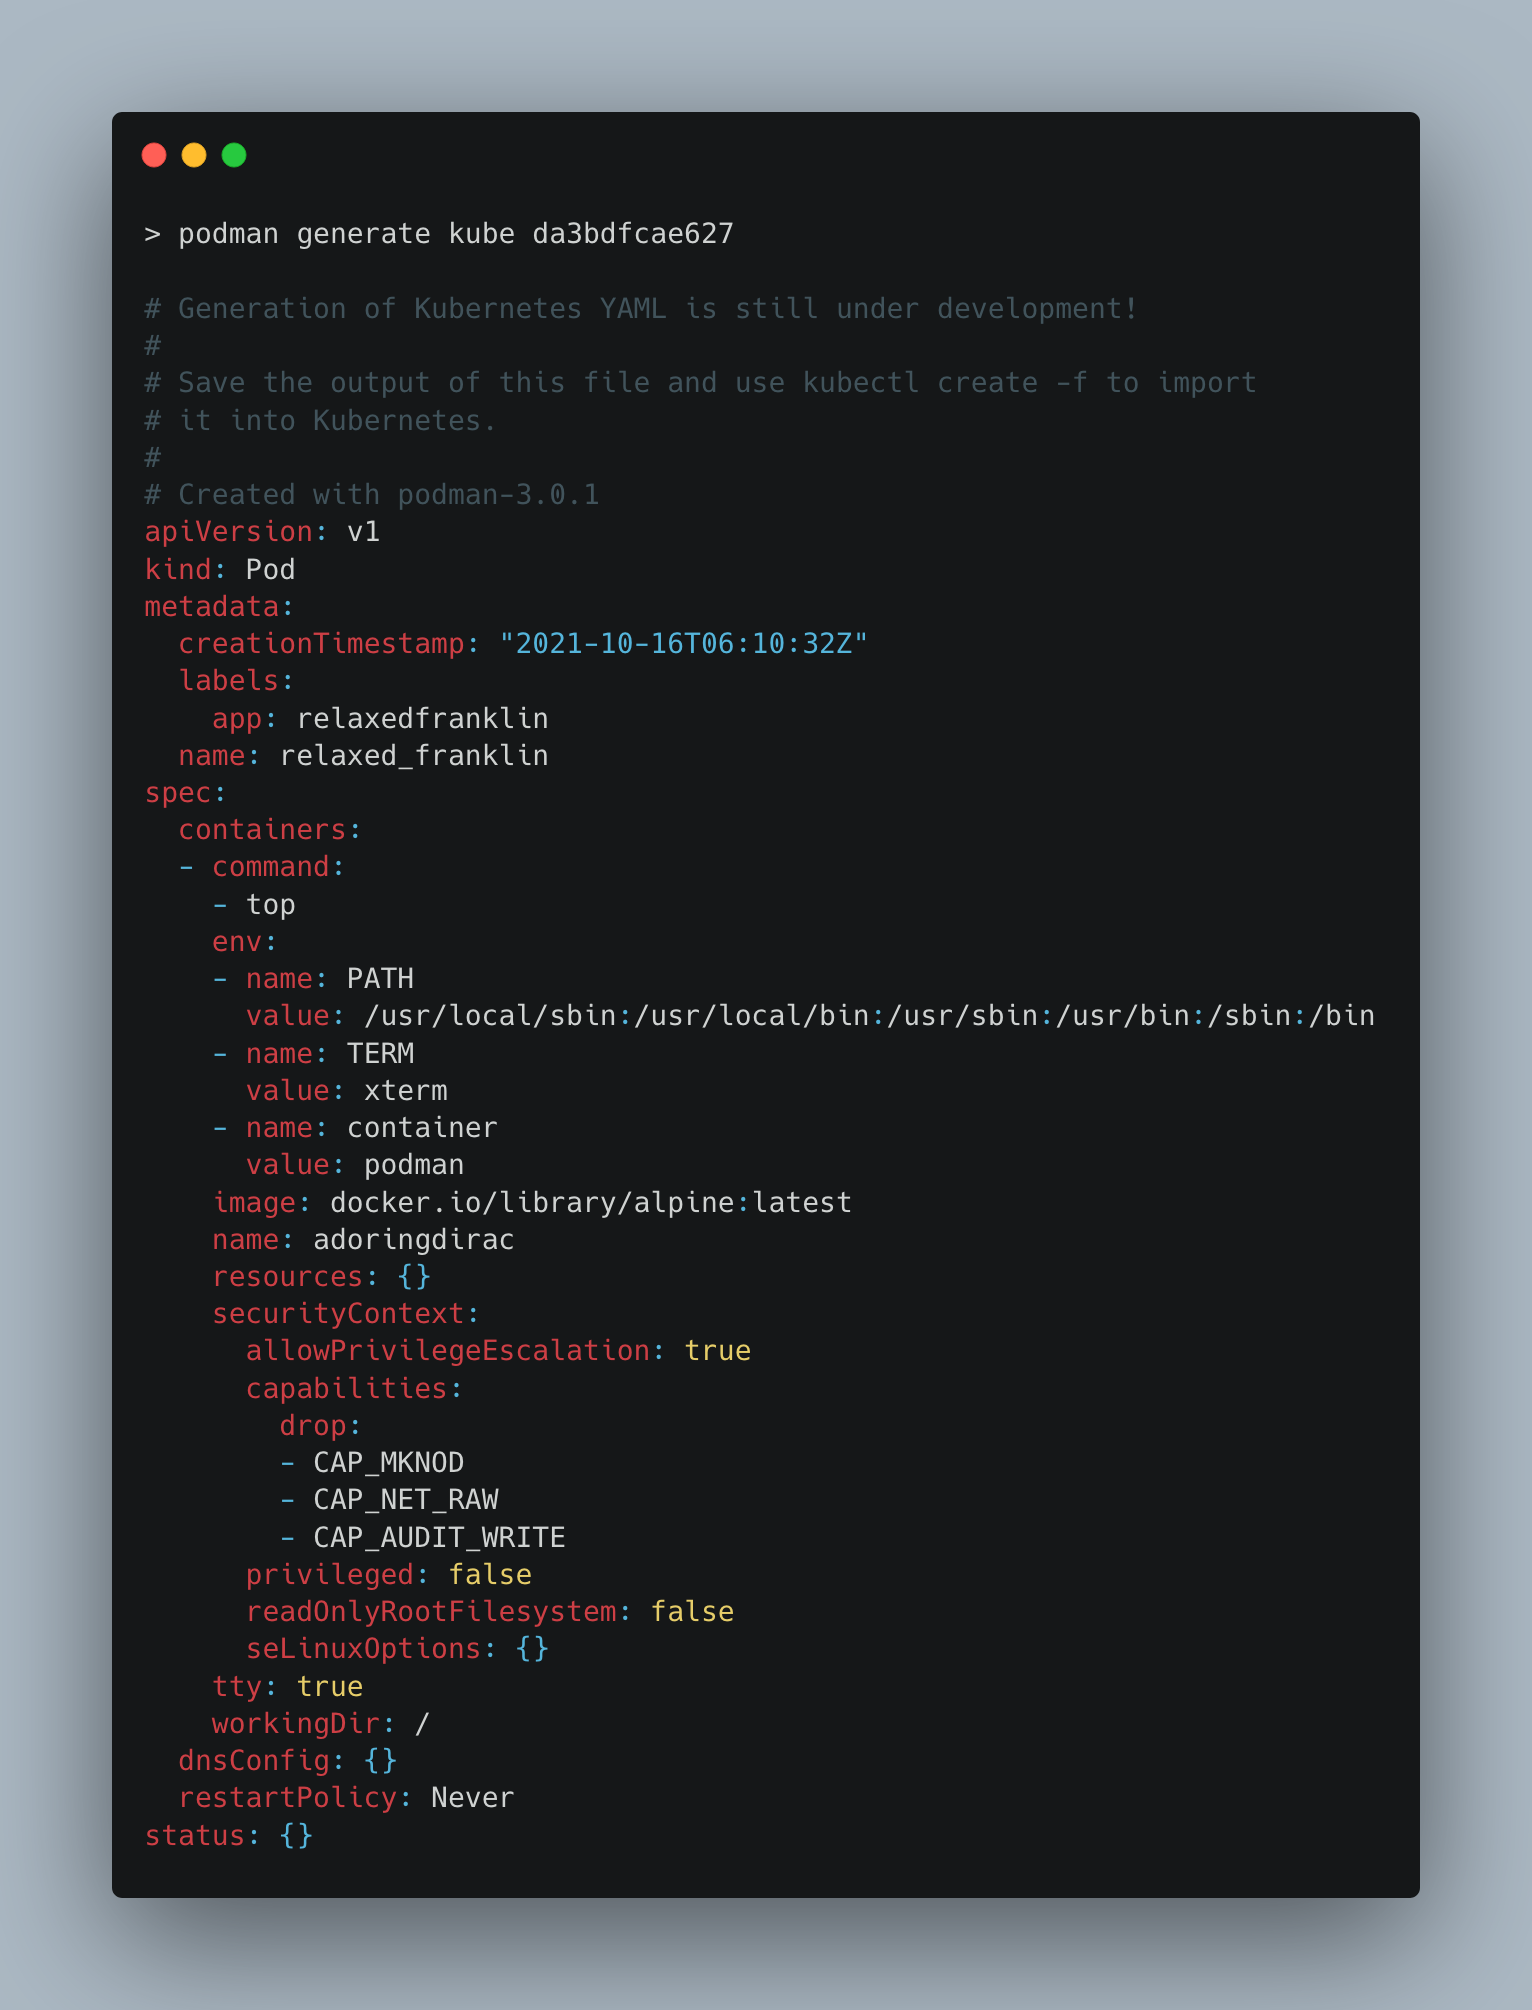 > podman generate kube da3bdfcae627

# Generation of Kubernetes YAML is still under development!
#
# Save the output of this file and use kubectl create -f to import
# it into Kubernetes.
#
# Created with podman-3.0.1
apiVersion: v1
kind: Pod
metadata:
  creationTimestamp: "2021-10-16T06:10:32Z"
  labels:
    app: relaxedfranklin
  name: relaxed_franklin
spec:
  containers:
  - command:
    - top
    env:
    - name: PATH
      value: /usr/local/sbin:/usr/local/bin:/usr/sbin:/usr/bin:/sbin:/bin
    - name: TERM
      value: xterm
    - name: container
      value: podman
    image: docker.io/library/alpine:latest
    name: adoringdirac
    resources: {}
    securityContext:
      allowPrivilegeEscalation: true
      capabilities:
        drop:
        - CAP_MKNOD
        - CAP_NET_RAW
        - CAP_AUDIT_WRITE
      privileged: false
      readOnlyRootFilesystem: false
      seLinuxOptions: {}
    tty: true
    workingDir: /
  dnsConfig: {}
  restartPolicy: Never
status: {}